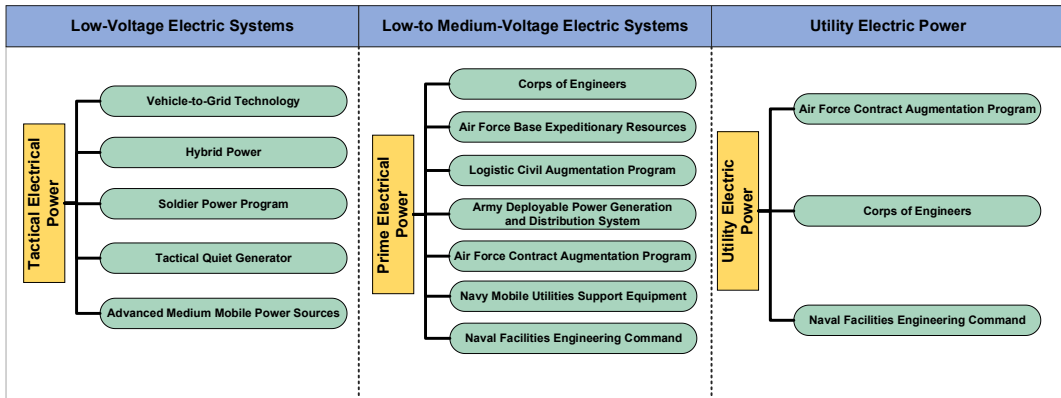 Low-Voltage Electric Systems
Low-to Medium-Voltage Electric Systems
Utility Electric Power
Tactical Electrical
Power
Vehicle-to-Grid Technology
Hybrid Power
Soldier Power Program
Tactical Quiet Generator
Advanced Medium Mobile Power Sources
Prime Electrical
Power
Corps of Engineers
Air Force Base Expeditionary Resources
Logistic Civil Augmentation Program
Army Deployable Power Generation
and Distribution System
Air Force Contract Augmentation Program
Navy Mobile Utilities Support Equipment
Naval Facilities Engineering Command
Utility Electric
Power
Air Force Contract Augmentation Program
Corps of Engineers
Naval Facilities Engineering Command